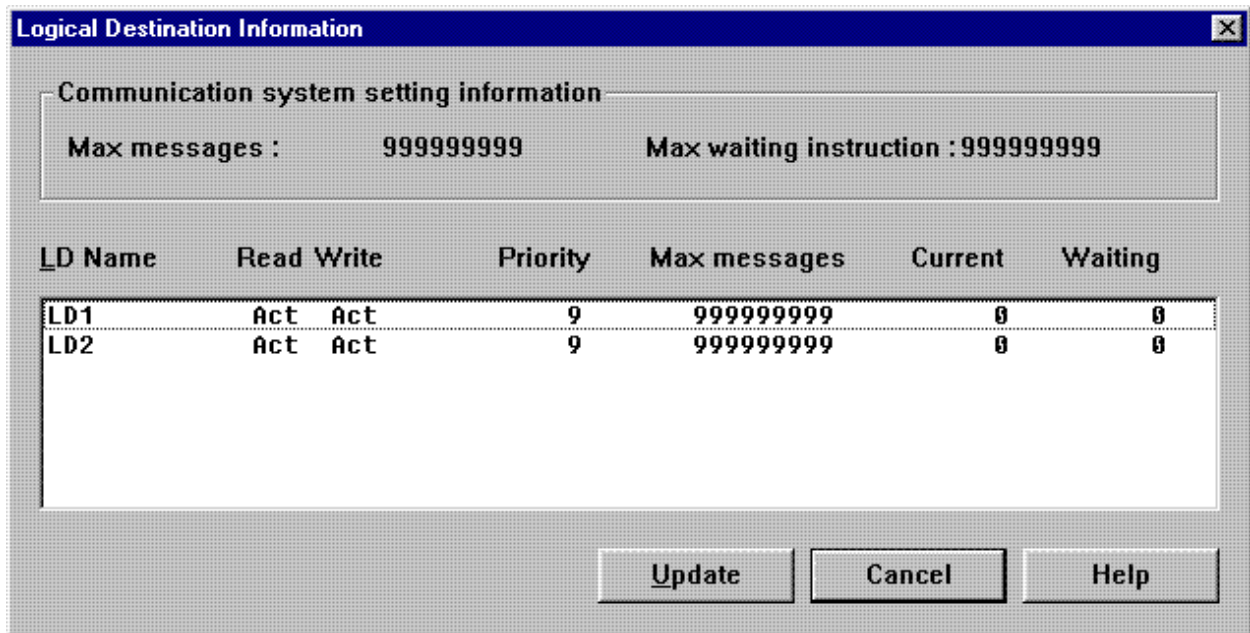 Logical Destination Information
Communication system setting information
Max messages : 999999999 Max waiting instruction : 999999999
LD Name Read Write Priority Max messages Current Waiting
LD1 Act Act 9 999999999 0 0
LD2 Act Act 9 999999999 0 0
Update Cancel Help